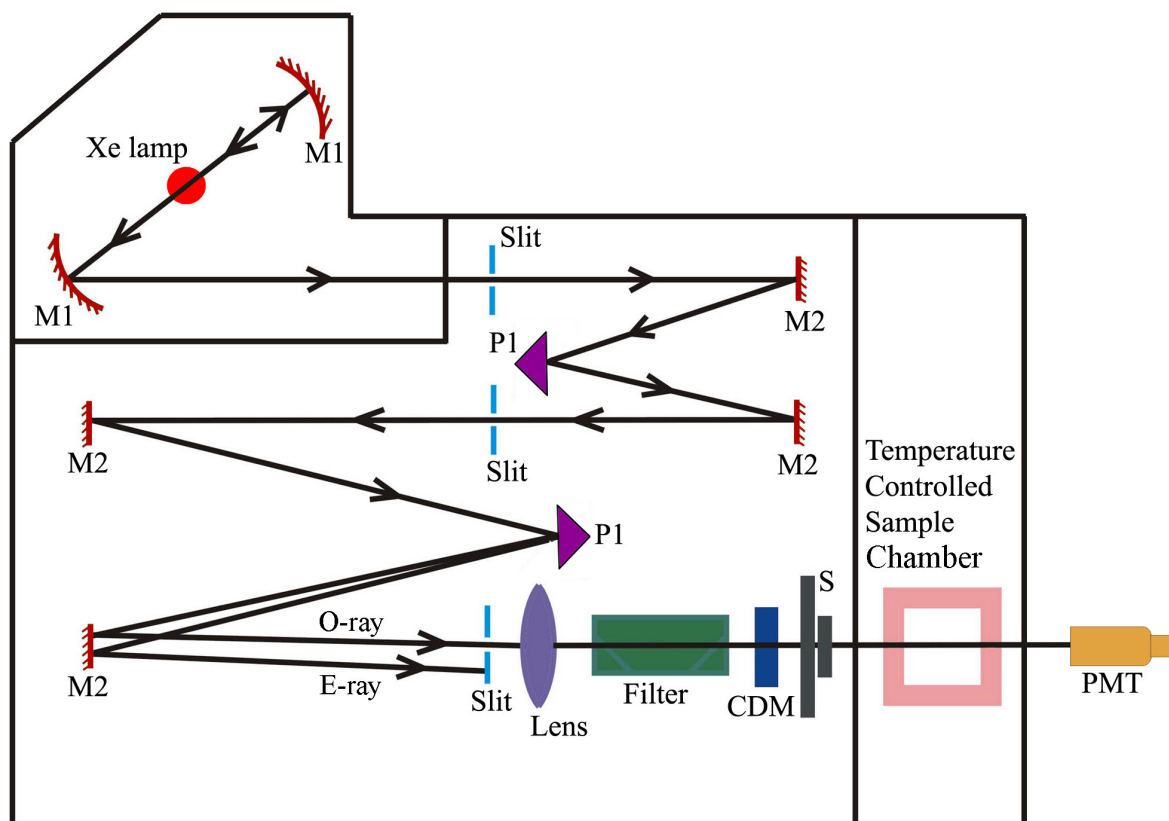 Xe lamp
M1
M1
Slit
M2
P1
M2
M2
Slit
Temperature
Controlled
Sample
Chamber
P1
S
O-ray
E-ray
M2
Slit
Lens
Filter
CDM
PMT